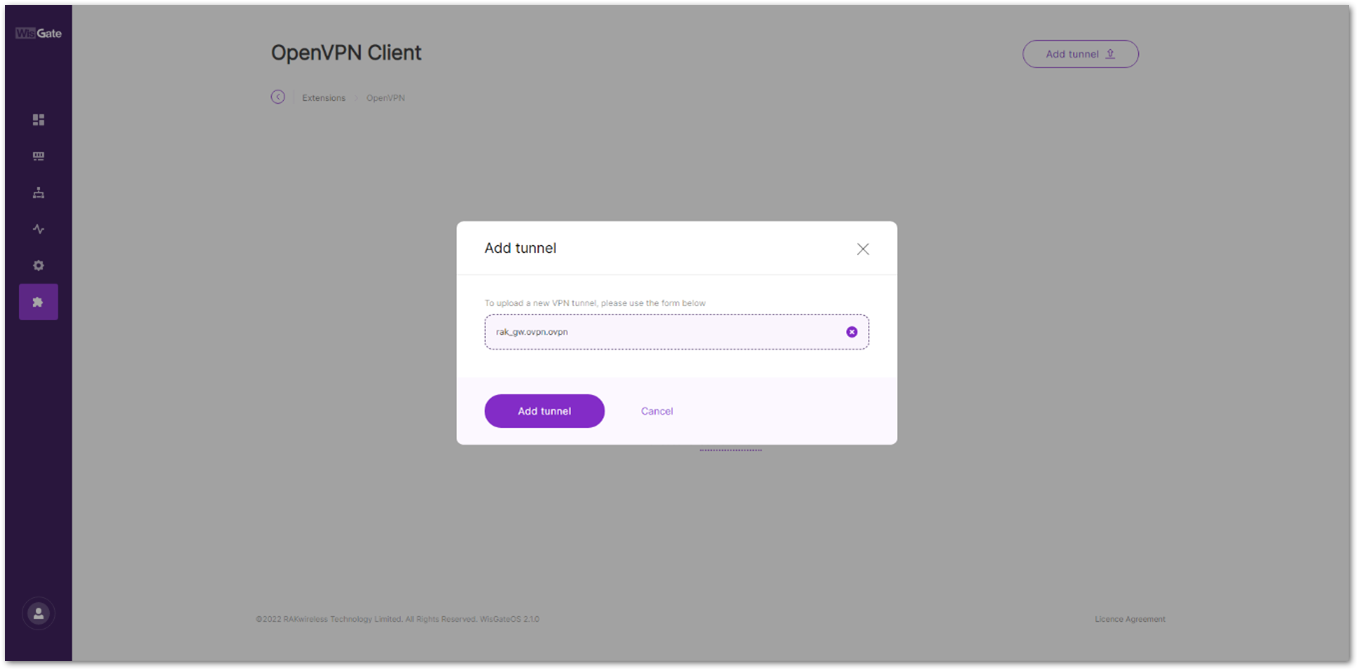 WisGate
OpenVPN Client
Add tunnel
Extensions
OpenVPN
Add tunnel
To upload a new VPN tunnel, please use the form below
rak_gw.ovpn.ovpn
Add tunnel
Cancel
©2022 RAKwireless Technology Limited. All Rights Reserved. WisGateOS 2.1.0
Licence Agreement